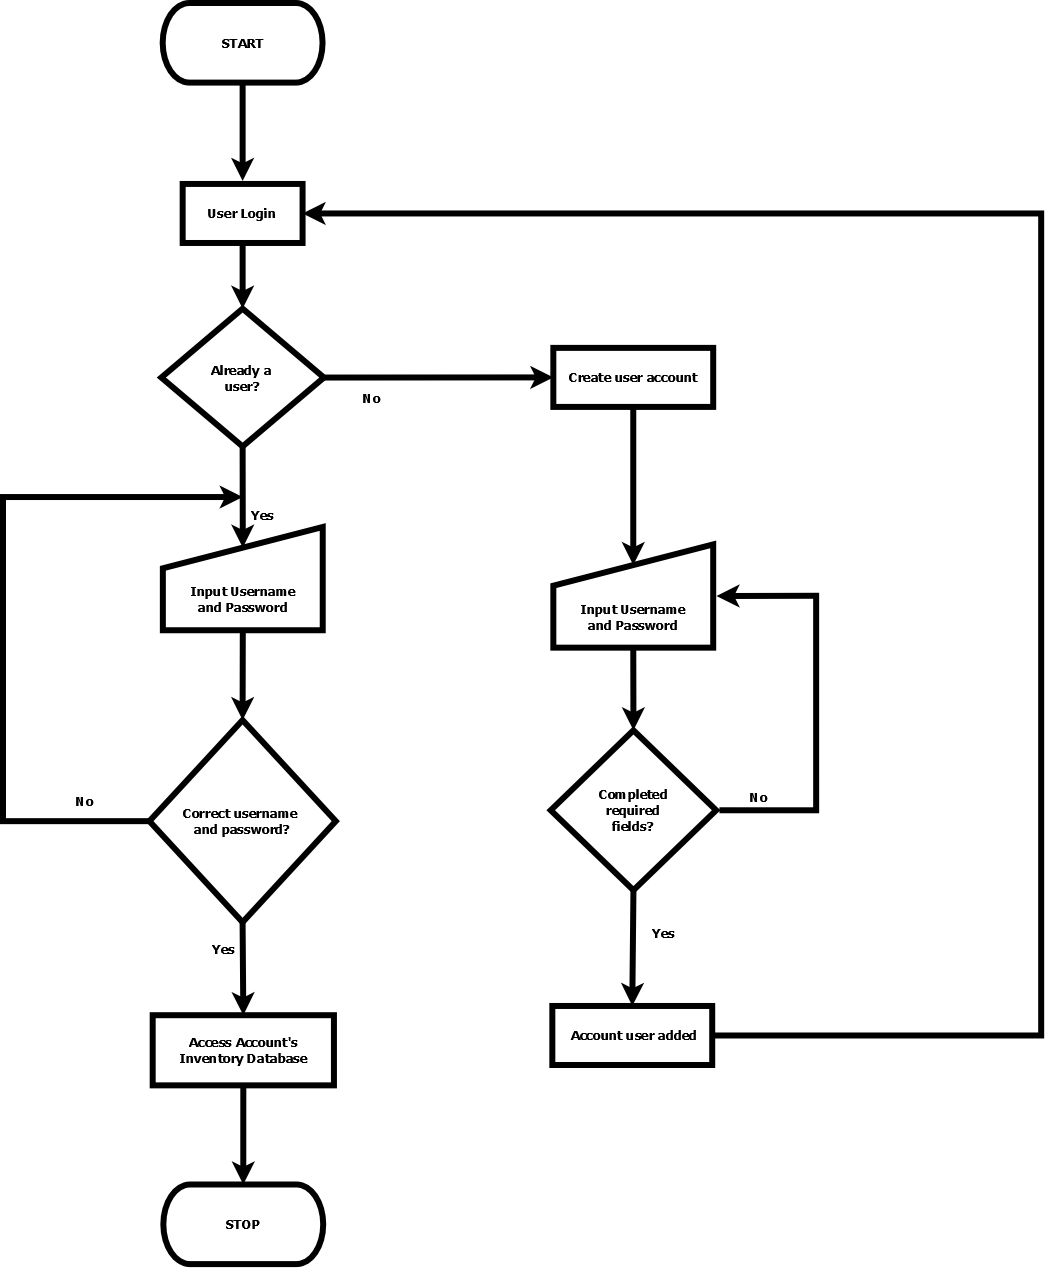 START
User Login
Already a
user?
No
Create user account
Yes
Input Username
and Password
Input Username
and Password
No
Correct username
and password?
Completed
required
fields?
No
Yes
Yes
Access Account's
Inventory Database
Account user added
STOP